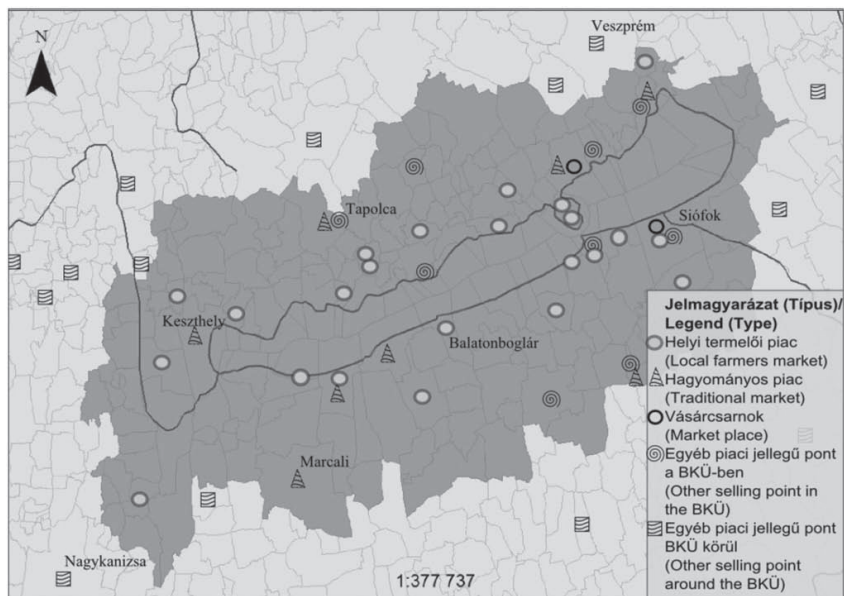 Veszprém
N
Tapolca
Siófok
Keszthely
Balatonboglár
Marcali
Nagykanizsa
1:377 737
Jelmagyarázat (Típus)/
Legend (Type)
Helyi termelői piac
(Local farmers market)
Hagyományos piac
(Traditional market)
Vásárcsarnok
(Market place)
Egyéb piaci jellegű pont
a BKÜ-ben
(Other selling point in
the BKÜ)
Egyéb piaci jellegű pont
BKÜ körül
(Other selling point
around the BKÜ)